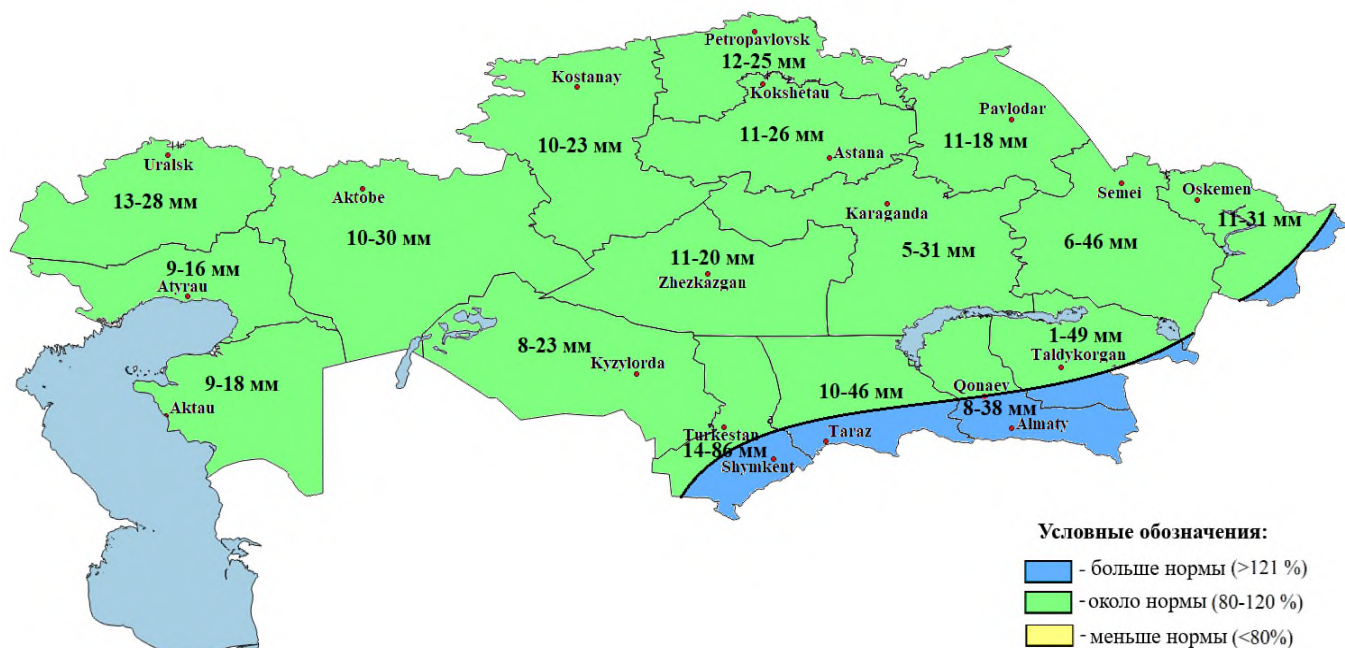 Petropavlovsk
12-25 мм
Kostanay
Kokshetau
Pavlodar
11-26 мм
11-18 мм
10-23 мм
Astana
Uralsk
Aktobe
Semei
Oskemen
13-28 мм
Karaganda
11-31 мм
10-30 мм
5-31 мм
6-46 мм
11-20 мм
9-16 мм
Zhezkazgan
Atyrau
1-49 мм
8-23 мм
Taldykorgan
Kyzylorda
9-18 мм
10-46 мм
Qonaev
Aktau
8-38 мм
Almaty
Turkestan
Taraz
14-86 мм
Shymkent
Условные обозначения:
- больше нормы (>121 %)
- около нормы (80-120 %)
- меньше нормы (<80%)